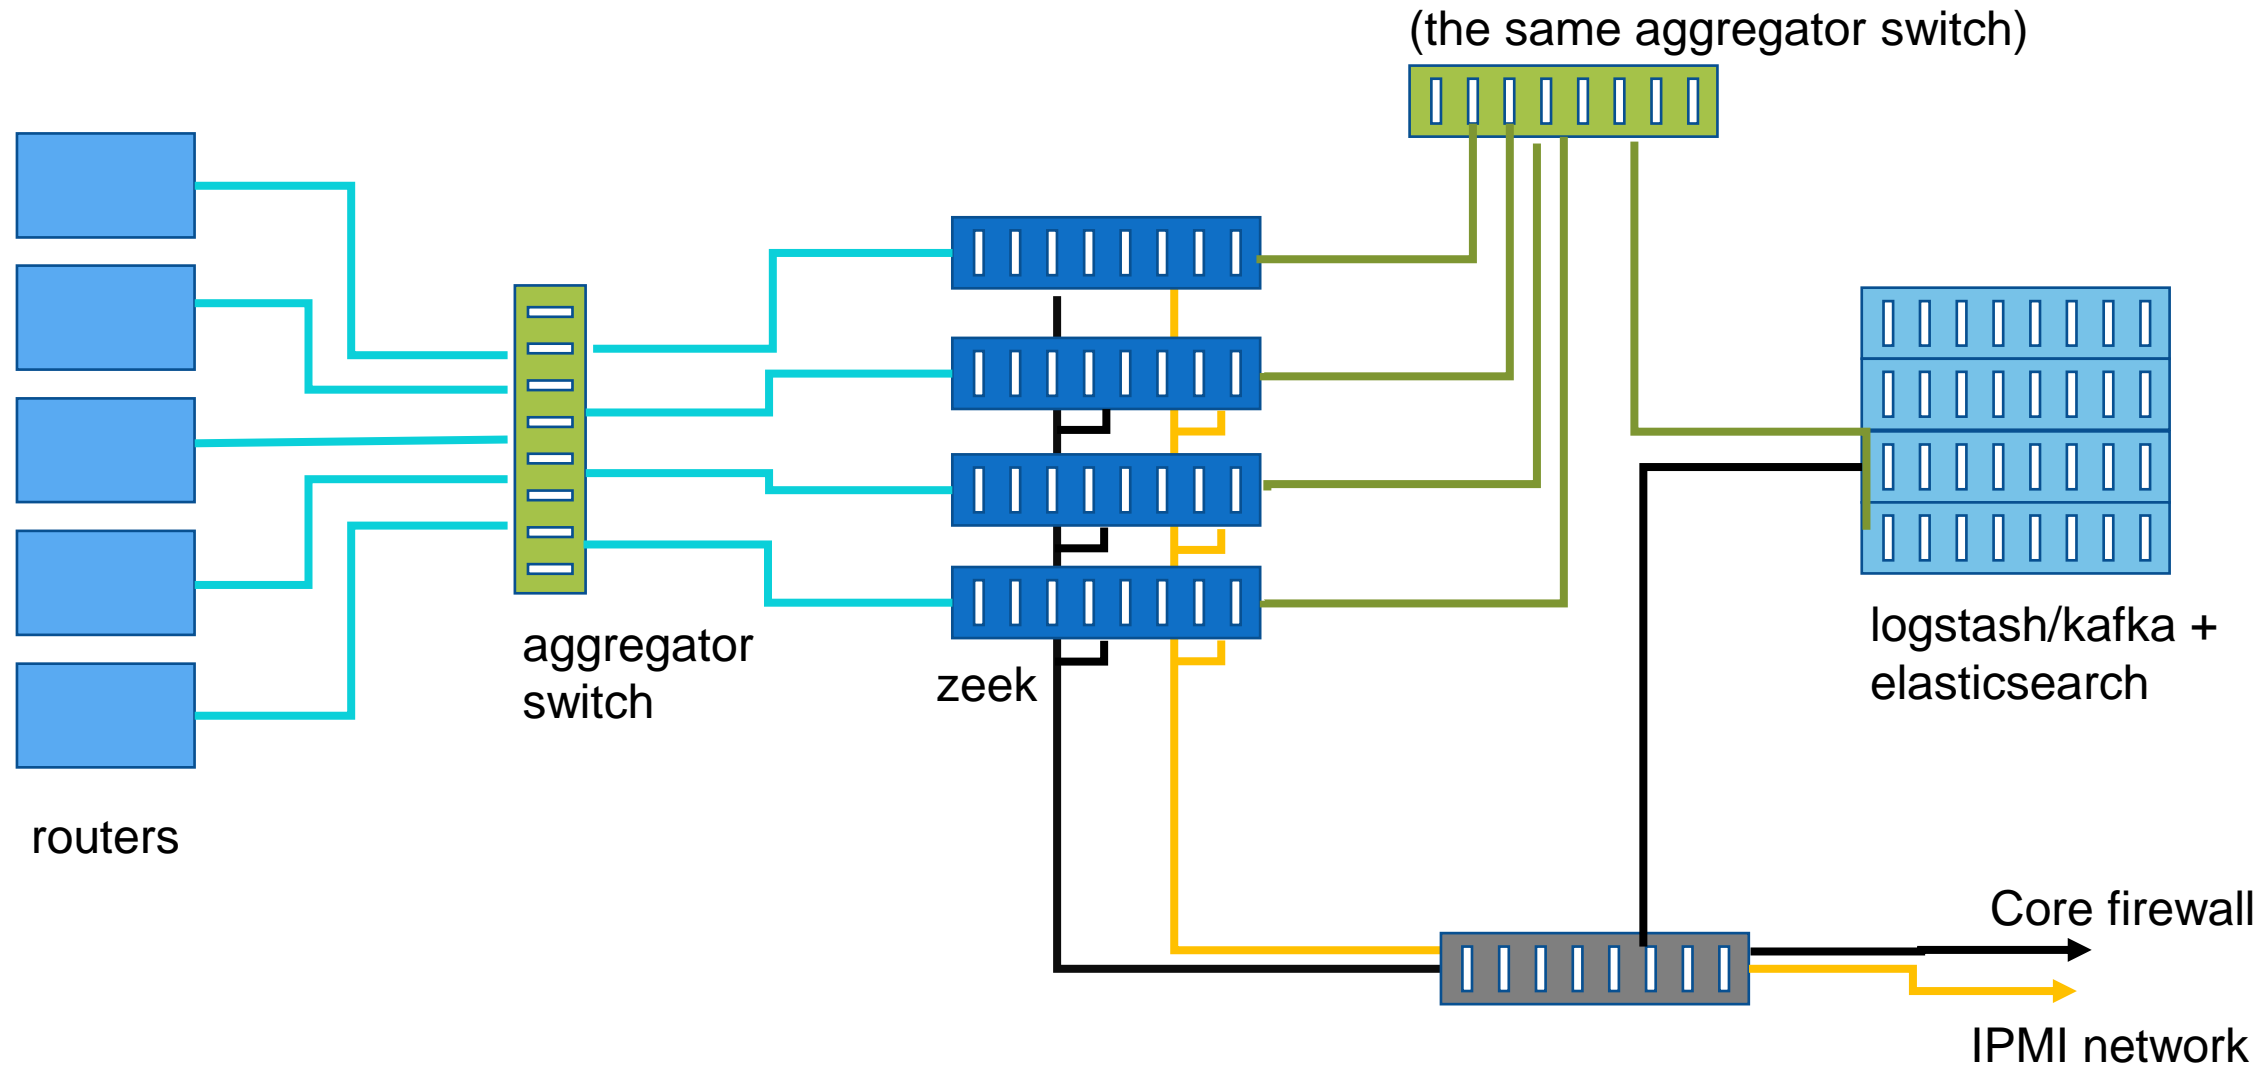 (the same aggregator switch)
aggregator
switch
zeek
logstash/kafka +
elasticsearch
routers
Core firewall
IPMI network